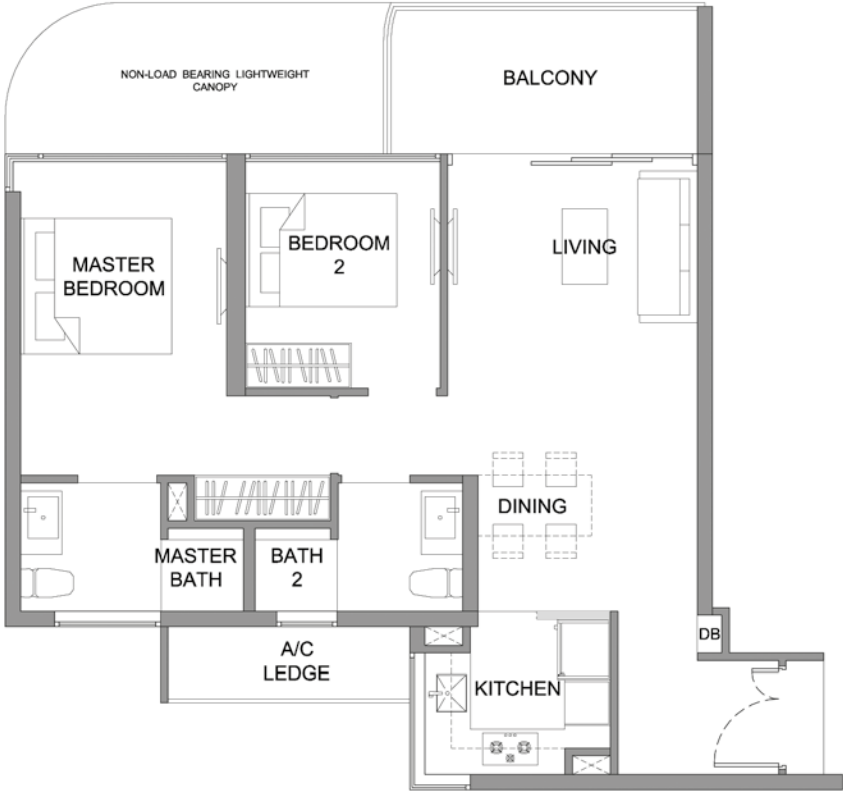 NON-LOAD BEARING LIGHTWEIGHT
CANOPY
BALCONY
MASTER
BEDROOM
BEDROOM
2
LIVING
DINING
MASTER
BATH
BATH
2
A/C
LEDGE
KITCHEN
DB